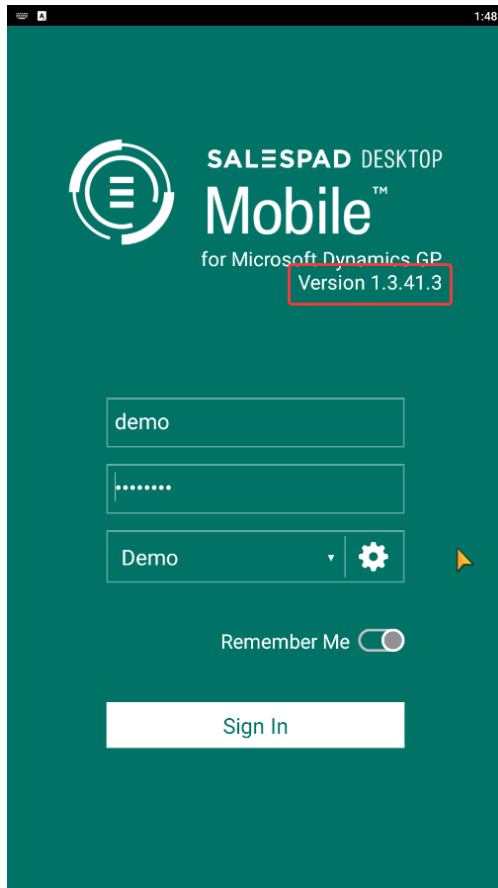 1:48
SALESPAD DESKTOP
Mobile™
for Microsoft Dynamics GP
Version 1.3.41.3
demo
••••••••
Demo
Remember Me
Sign In